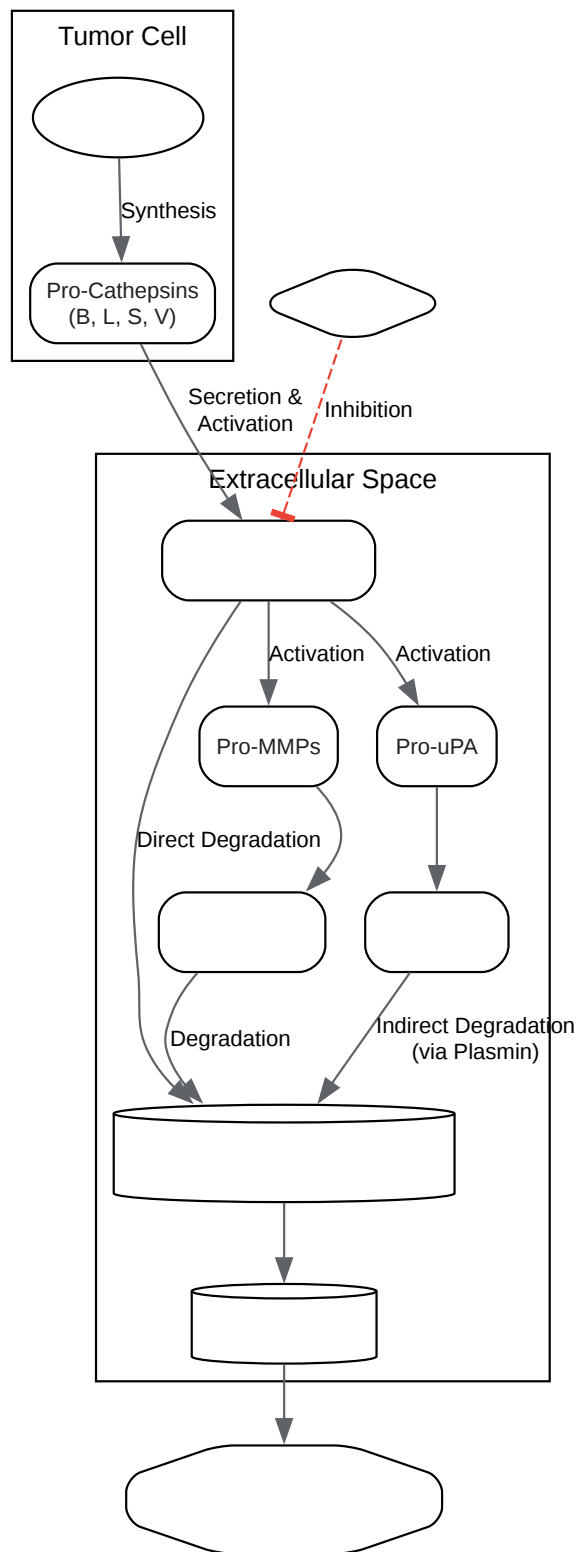 Tumor Cell
Synthesis
Pro-Cathepsins
(B, L, S, V)
Secretion &
Activation
Inhibition
Extracellular Space
Activation
Activation
Pro-MMPs
Pro-uPA
Direct Degradation
Degradation
Indirect Degradation
(via Plasmin)